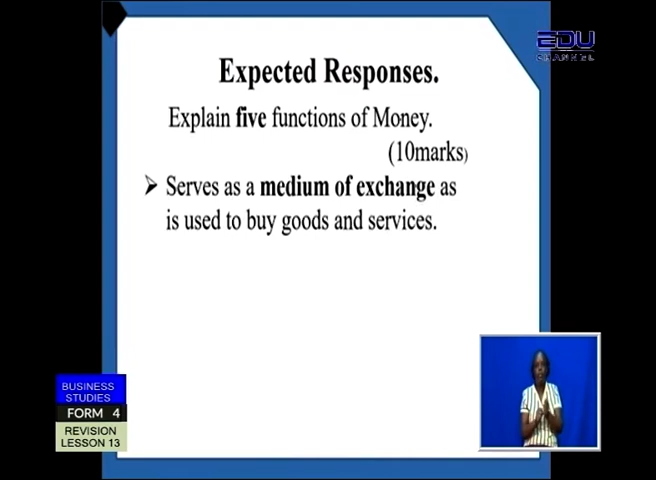 EDU
CHANNEL
Expected Responses.
Explain five functions of Money.
(10marks)
➢ Serves as a medium of exchange as
is used to buy goods and services.
BUSINESS
STUDIES
FORM 4
REVISION
LESSON 13